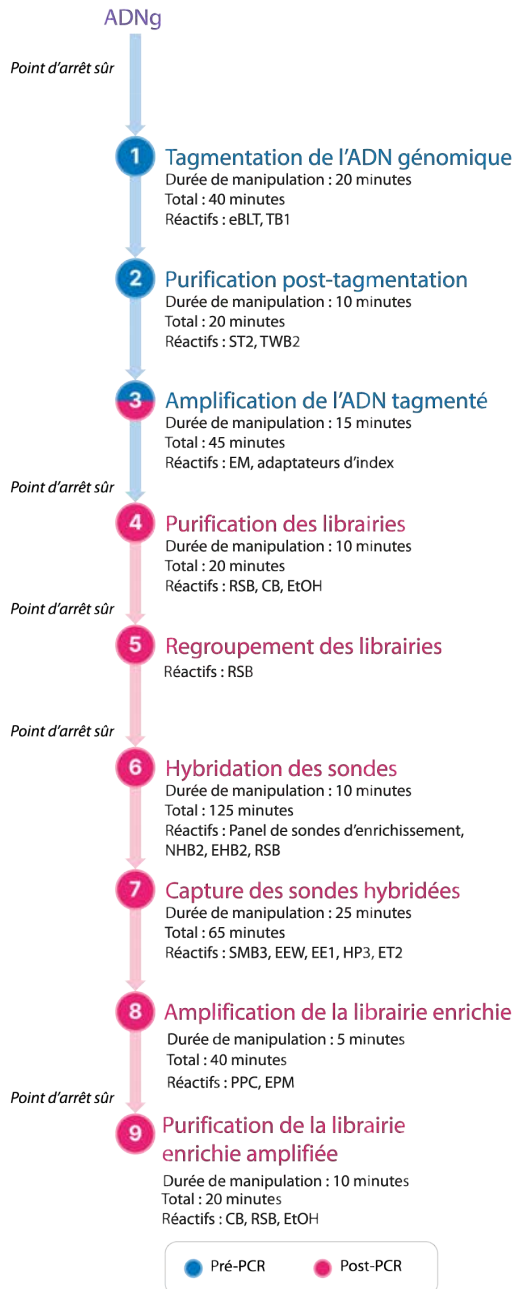 ADNg
Point d'arrêt sûr
1 Tagmentation de l'ADN génomique
Durée de manipulation : 20 minutes
Total : 40 minutes
Réactifs : eBLT, TB1
2 Purification post-tagmentation
Durée de manipulation : 10 minutes
Total : 20 minutes
Réactifs : ST2, TWB2
3 Amplification de l'ADN tagmenté
Durée de manipulation : 15 minutes
Total : 45 minutes
Réactifs : EM, adaptateurs d'index
Point d'arrêt sûr
4 Purification des librairies
Durée de manipulation : 10 minutes
Total : 20 minutes
Réactifs : RSB, CB, EtOH
Point d'arrêt sûr
5 Regroupement des librairies
Réactifs : RSB
Point d'arrêt sûr
6 Hybridation des sondes
Durée de manipulation : 10 minutes
Total : 125 minutes
Réactifs : Panel de sondes d'enrichissement,
NHB2, EHB2, RSB
7 Capture des sondes hybridées
Durée de manipulation : 25 minutes
Total : 65 minutes
Réactifs : SMB3, EEW, EE1, HP3, ET2
8 Amplification de la librairie enrichie
Durée de manipulation : 5 minutes
Total : 40 minutes
Réactifs : PPC, EPM
Point d'arrêt sûr
9 Purification de la librairie
enrichie amplifiée
Durée de manipulation : 10 minutes
Total : 20 minutes
Réactifs : CB, RSB, EtOH
Pré-PCR Post-PCR